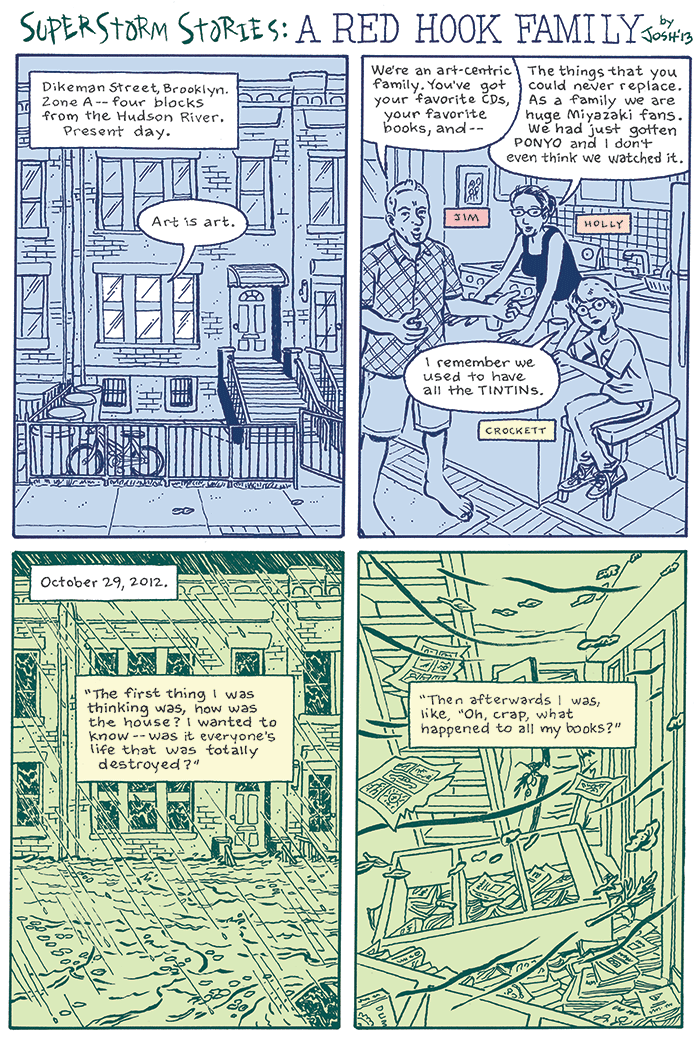 SUPERSTORM STORIES: A RED HOOK FAMILY by JOSH '13
Dikeman Street, Brooklyn.
Zone A -- four blocks
from the Hudson River.
Present day.
Art is art.
We're an art-centric
family. You've got
your favorite CDs,
your favorite
books, and --
The things that you
could never replace.
As a family we are
huge Miyazaki fans.
We had just gotten
PONYO and I don't
even think we watched it.
JIM
HOLLY
I remember we
used to have
all the TINTINs.
CROCKETT
October 29, 2012.
"The first thing I was
thinking was, how was
the house? I wanted to
know -- was it everyone's
life that was totally
destroyed?"
"Then afterwards I was,
like, "Oh, crap, what
happened to all my books?"